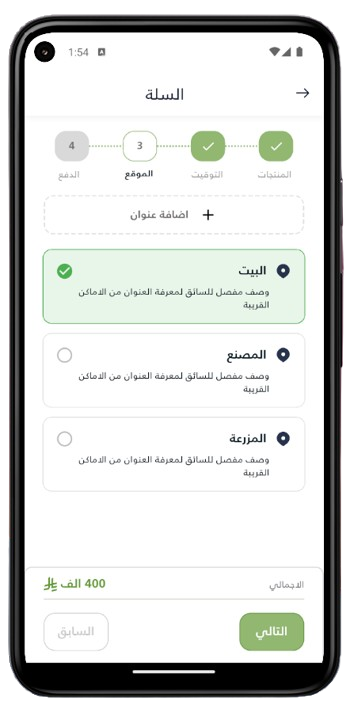 1:54
السلة
المنتجات
التوقيت
3
الموقع
4
الدفع
+ اضافة عنوان
البيت
وصف مفصل للسائق لمعرفة العنوان من الاماكن
القريبة
المصنع
وصف مفصل للسائق لمعرفة العنوان من الاماكن
القريبة
المزرعة
وصف مفصل للسائق لمعرفة العنوان من الاماكن
القريبة
الاجمالي
400 الف
التالي
السابق